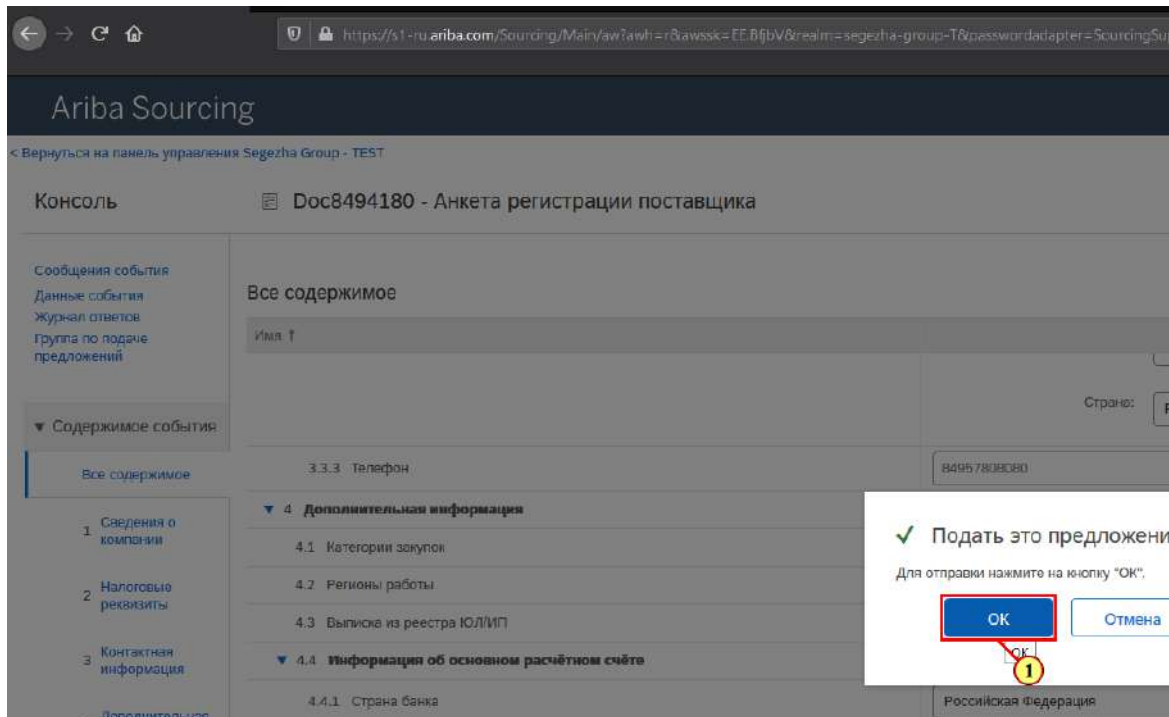 https://s1-ru.ariba.com/Sourcing/Main/aw?awh=r&awssk=EE.BfjbV&realm=segezha-group-T&passwordadapter=SourcingSu
Ariba Sourcing
< Вернуться на панель управления Segezha Group - TEST
Консоль
Doc8494180 - Анкета регистрации поставщика
Сообщения события
Данные события
Журнал ответов
Группа по подаче
предложений
Все содержимое
Имя ↑
Страна:
▼ Содержимое события
Все содержимое
3.3.3 Телефон
84957808080
▼ 4 Дополнительная информация
1 Сведения о
компании
4.1 Категории закупок
✓ Подать это предложени
Для отправки нажмите на кнопку "ОК".
2 Налоговые
реквизиты
4.2 Регионы работы
4.3 Выписка из реестра ЮЛ/ИП
ОК
Отмена
ОК
1
3 Контактная
информация
▼ 4.4 Информация об основном расчётном счёте
4.4.1 Страна банка
Российская Федерация
Дополнительная